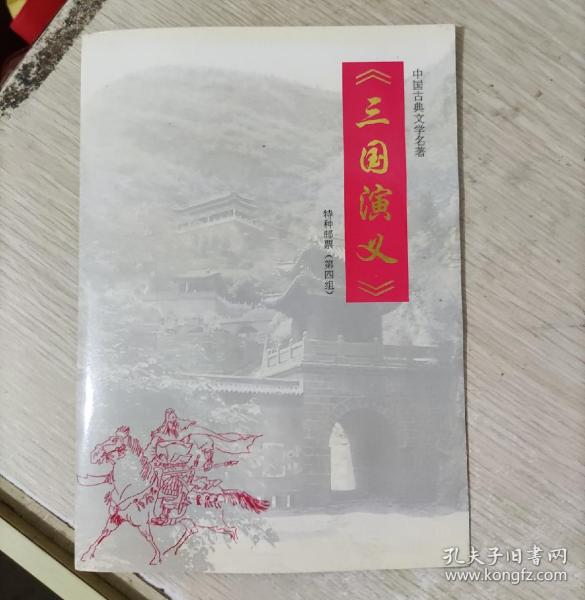 中国古典文学名著
《三国演义》
特种邮票（第四组）
孔夫子旧书网
www.kongfz.com